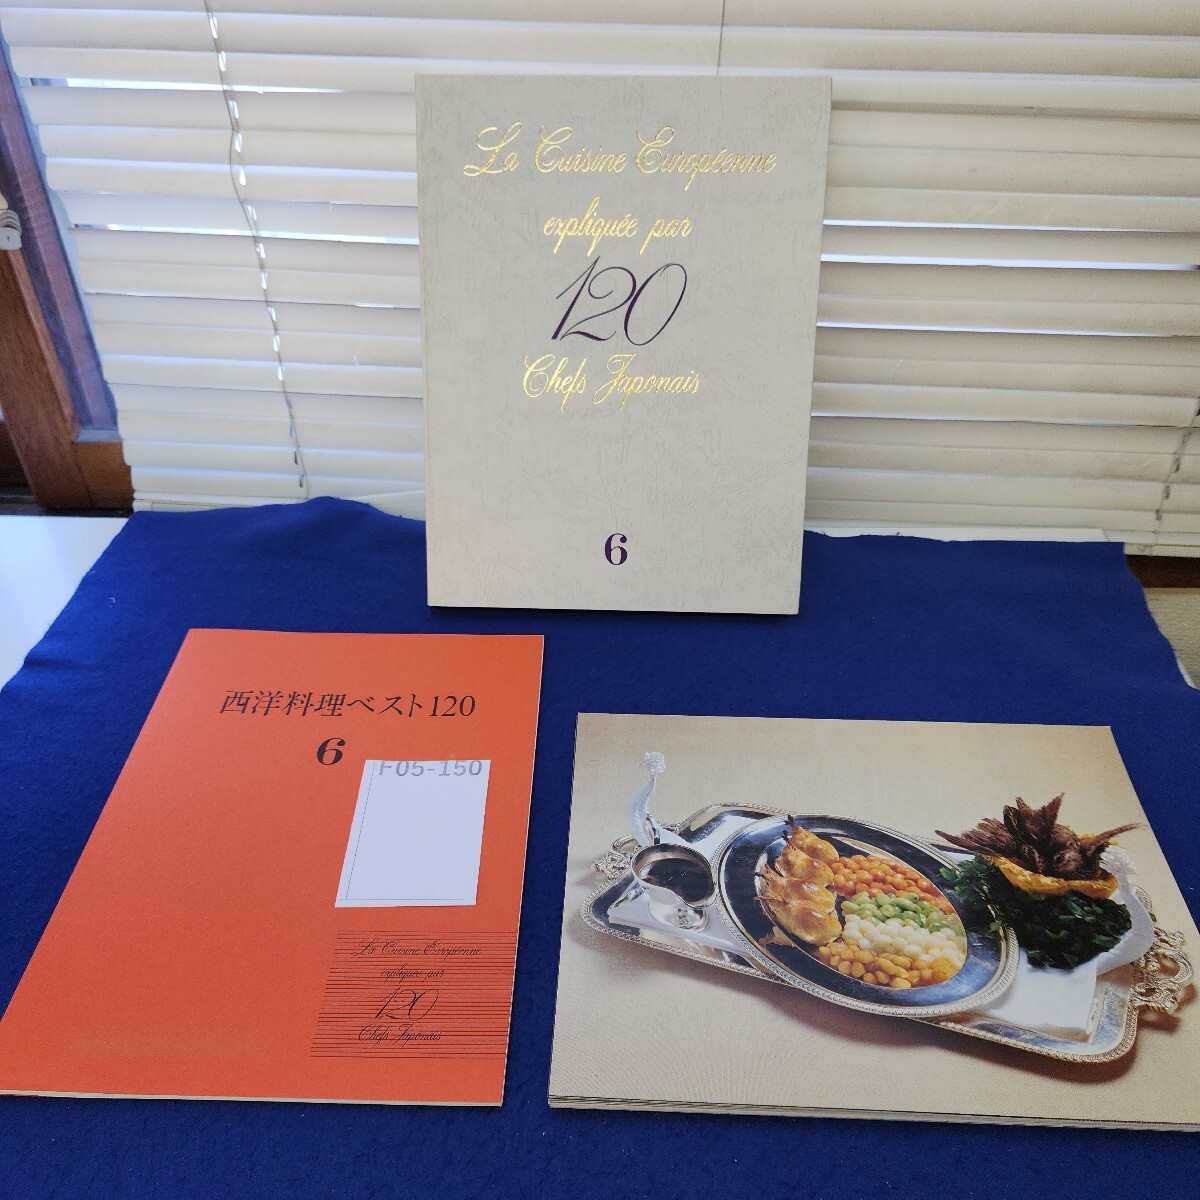 La Cuisine Européenne
expliquée par
120
Chefs Japonais
6
西洋料理ベスト120
6
F05-150
La Cuisine Européenne
expliquée par
120
Chefs Japonais